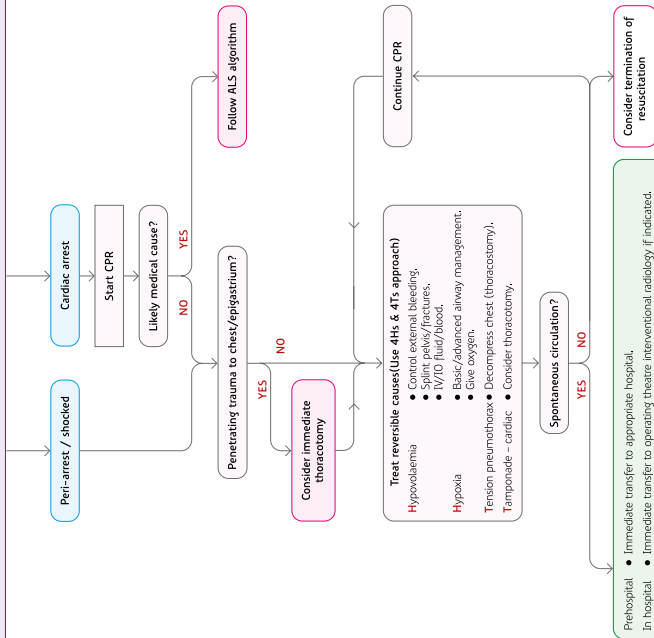 Peri-arrest / shocked
Cardiac arrest
Start CPR
Likely medical cause?
NO
YES
Follow ALS algorithm
Penetrating trauma to chest/epigastrium?
YES
NO
Consider immediate
thoracotomy
Continue CPR
Treat reversible causes(Use 4Hs & 4Ts approach)
Hypovolaemia ● Control external bleeding.
● Splint pelvis/fractures.
● IV/IO fluid/blood.
Hypoxia ● Basic/advanced airway management.
● Give oxygen.
Tension pneumothorax ● Decompress chest (thoracostomy).
Tamponade – cardiac ● Consider thoracotomy.
Spontaneous circulation?
YES
NO
Consider termination of
resuscitation
Prehospital ● Immediate transfer to appropriate hospital.
In hospital ● Immediate transfer to operating theatre interventional radiology if indicated.